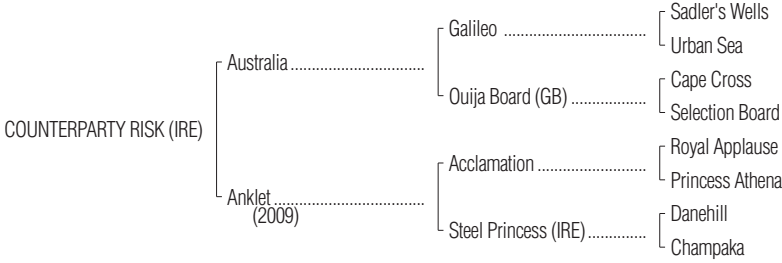 Sadler's Wells
Galileo ..................................
Urban Sea
Australia ................................
Cape Cross
Ouija Board (GB) ..................
Selection Board
COUNTERPARTY RISK (IRE)
Royal Applause
Acclamation ..........................
Princess Athena
Anklet ....................................
(2009)
Danehill
Steel Princess (IRE) ..............
Champaka